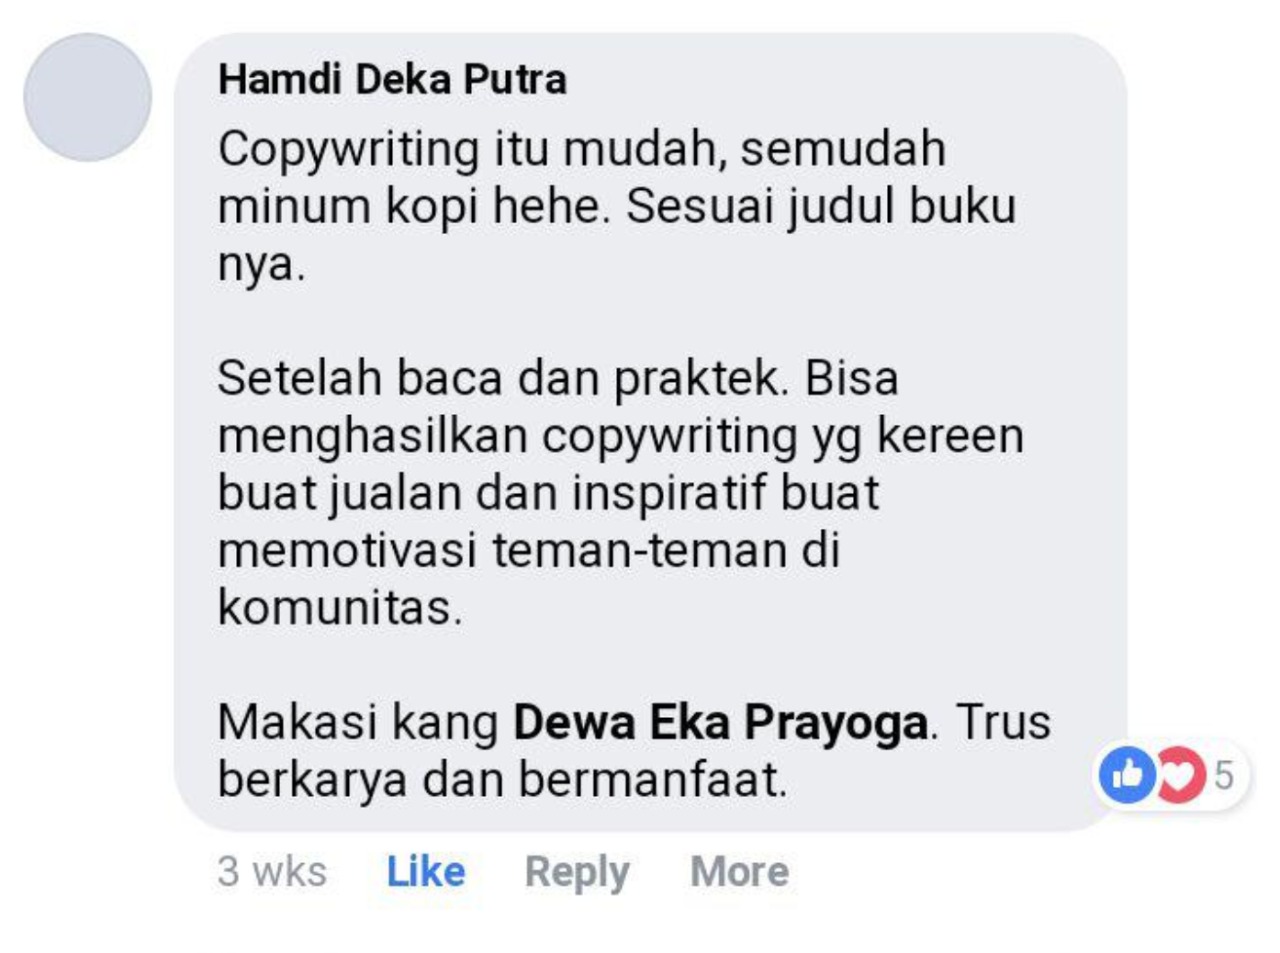 Hamdi Deka Putra
Copywriting itu mudah, semudah
minum kopi hehe. Sesuai judul buku
nya.
Setelah baca dan praktek. Bisa
menghasilkan copywriting yg kereen
buat jualan dan inspiratif buat
memotivasi teman-teman di
komunitas.
Makasi kang Dewa Eka Prayoga. Trus
berkarya dan bermanfaat.
5
3 wks Like Reply More